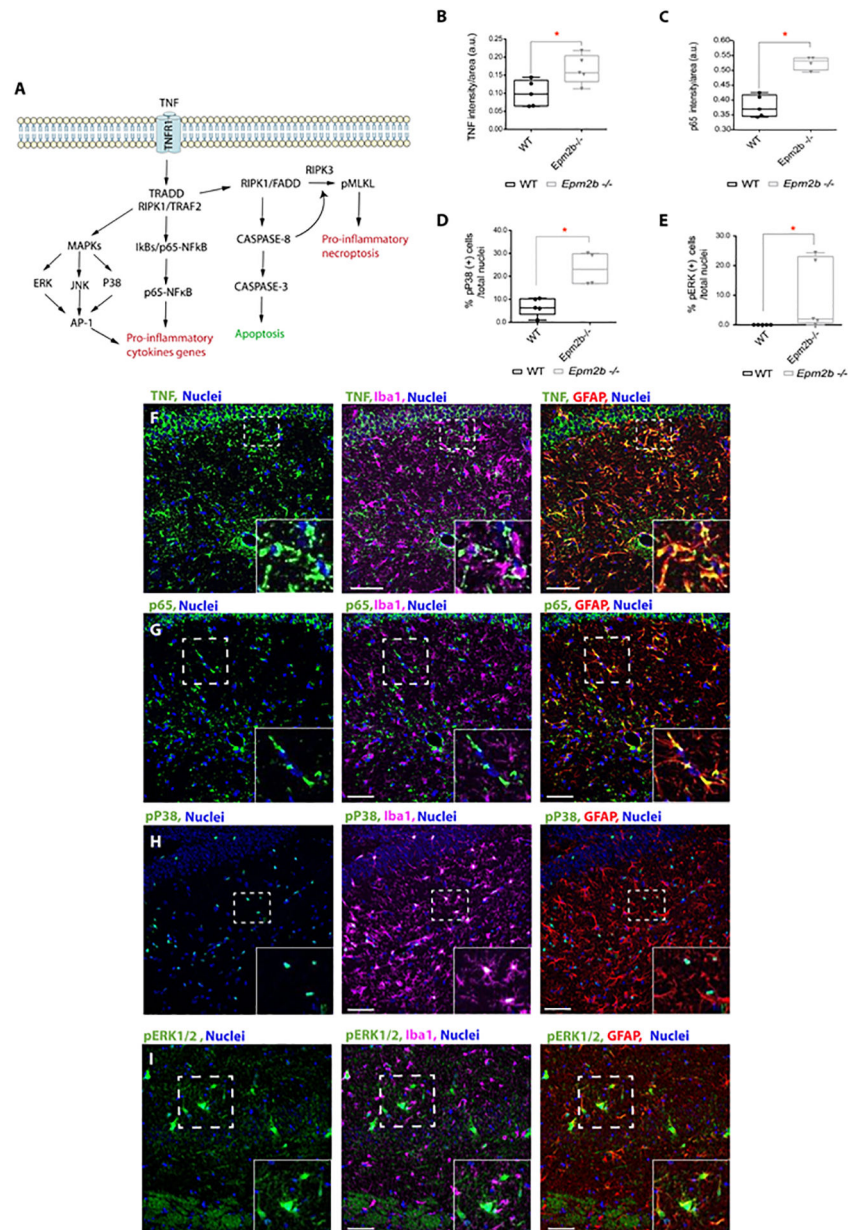 A
TNF
TNFR1
TRADD
RIPK1/TRAF2
RIPK1/FADD
RIPK3
pMLKL
MAPKs
IkBs/p65-NFkB
CASPASE-8
Pro-inflammatory
necroptosis
ERK
JNK
P38
p65-NFκB
CASPASE-3
AP-1
Pro-inflammatory
cytokines genes
Apoptosis
B
TNF intensity/area (a.u.)
0.25
0.20
0.15
0.10
0.05
0.00
*
WT
Epm2b-/-
WT Epm2b -/-
C
p65 intensity/area (a.u.)
0.60
0.55
0.50
0.45
0.40
0.35
0.30
*
WT
Epm2b -/-
WT Epm2b -/-
D
% pP38 (+) cells
/total nuclei
40.0
30.0
20.0
10.0
0.0
*
WT
Epm2b-/-
WT Epm2b -/-
E
% pERK (+) cells
/total nuclei
30.0
20.0
10.0
0.0
*
WT
Epm2b-/-
WT Epm2b -/-
TNF, Nuclei
TNF, Iba1, Nuclei
TNF, GFAP, Nuclei
F
p65, Nuclei
p65, Iba1, Nuclei
p65, GFAP, Nuclei
G
pP38, Nuclei
pP38, Iba1, Nuclei
pP38, GFAP, Nuclei
H
pERK1/2 , Nuclei
pERK1/2, Iba1, Nuclei
pERK1/2, GFAP, Nuclei
I